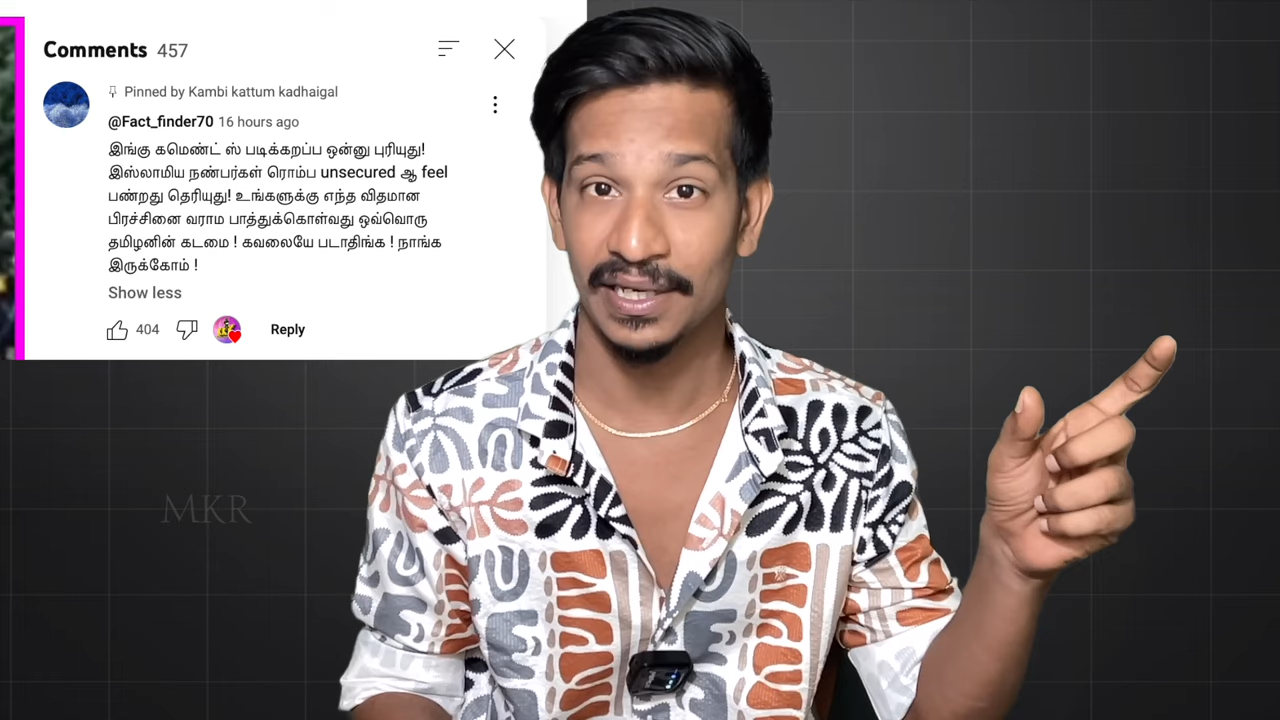 Comments 457
Pinned by Kambi kattum kadhaigal
@Fact_finder70 16 hours ago
இங்கு கமெண்ட் ஸ் படிக்கறப்ப ஒன்னு புரியுது!
இஸ்லாமிய நண்பர்கள் ரொம்ப unsecured ஆ feel
பண்றது தெரியுது! உங்களுக்கு எந்த விதமான
பிரச்சினை வராம பாத்துக்கொள்வது ஒவ்வொரு
தமிழனின் கடமை ! கவலையே படாதிங்க ! நாங்க
இருக்கோம் !
Show less
404 Reply
MKR